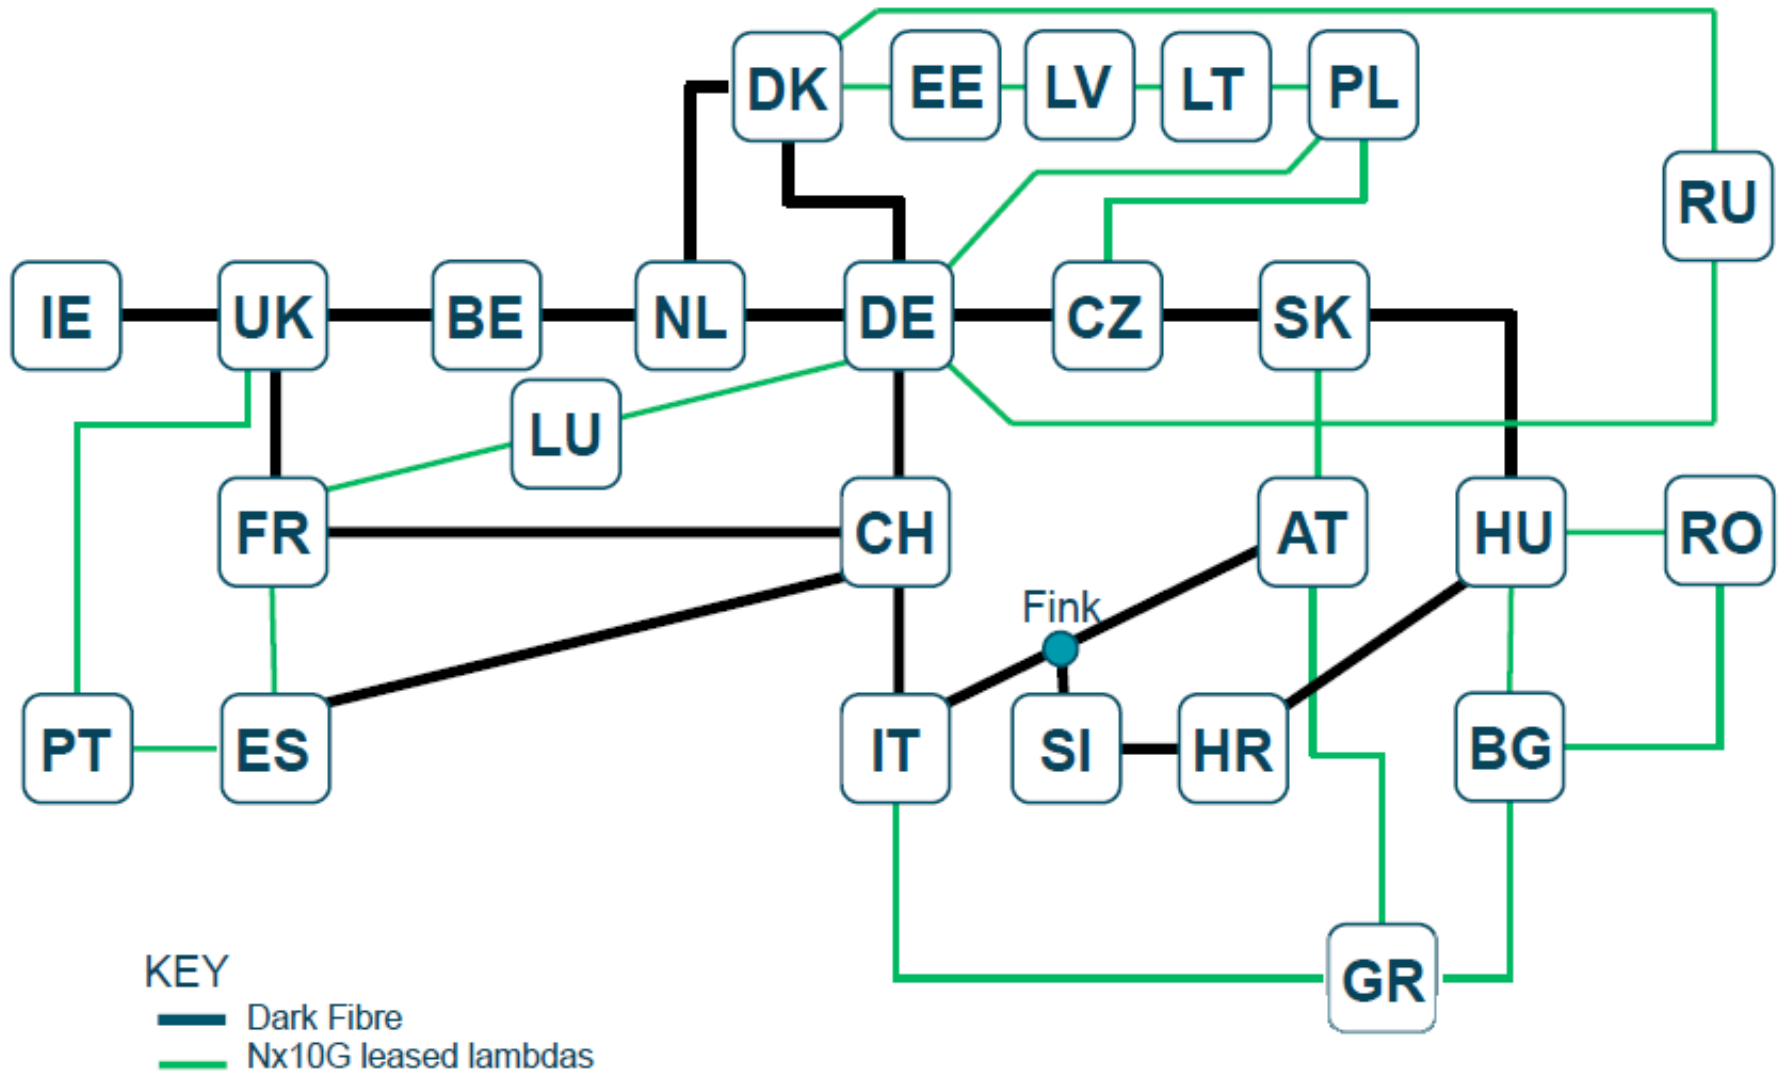 DK EE LV LT PL
RU
IE UK BE NL DE CZ SK
LU
FR CH AT HU RO
Fink
PT ES IT SI HR BG
GR
KEY
Dark Fibre
Nx10G leased lambdas